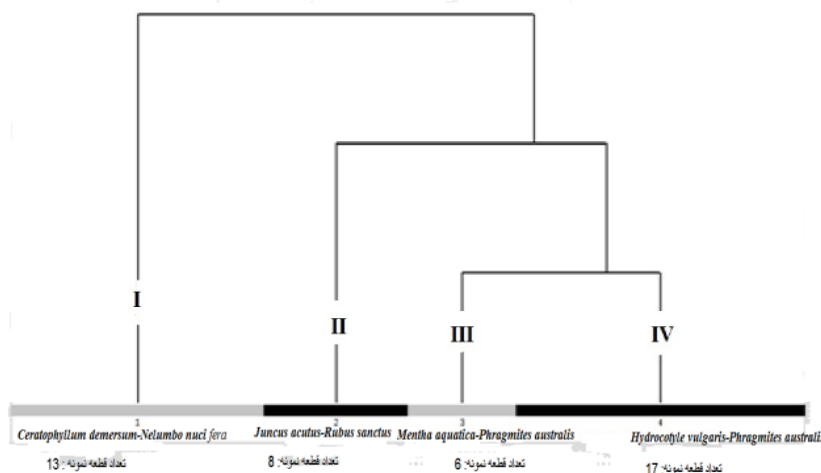 I
II
III
IV
1
2
3
4
Ceratophyllum demersum-Nelumbo nuci fera
Juncus acutus-Rubus sanctus
Mentha aquatica-Phragmites australis
Hydrocotyle vulgaris-Phragmites australi
تعداد قطعه نمونه: 13
تعداد قطعه نمونه: 8
تعداد قطعه نمونه: 6
تعداد قطعه نمونه: 17